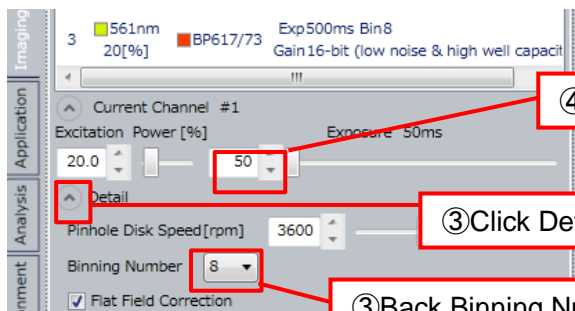 Imaging
Application
Analysis
3 561nm BP617/73 Exp500ms Bin8
20[%] Gain16-bit (low noise & high well capacit
Current Channel #1
Excitation Power [%] Exposure 50ms
④
20.0 50
Detail
③Click De
Pinhole Disk Speed[rpm] 3600
Binning Number 8
③Back Binning Nu
Flat Field Correction